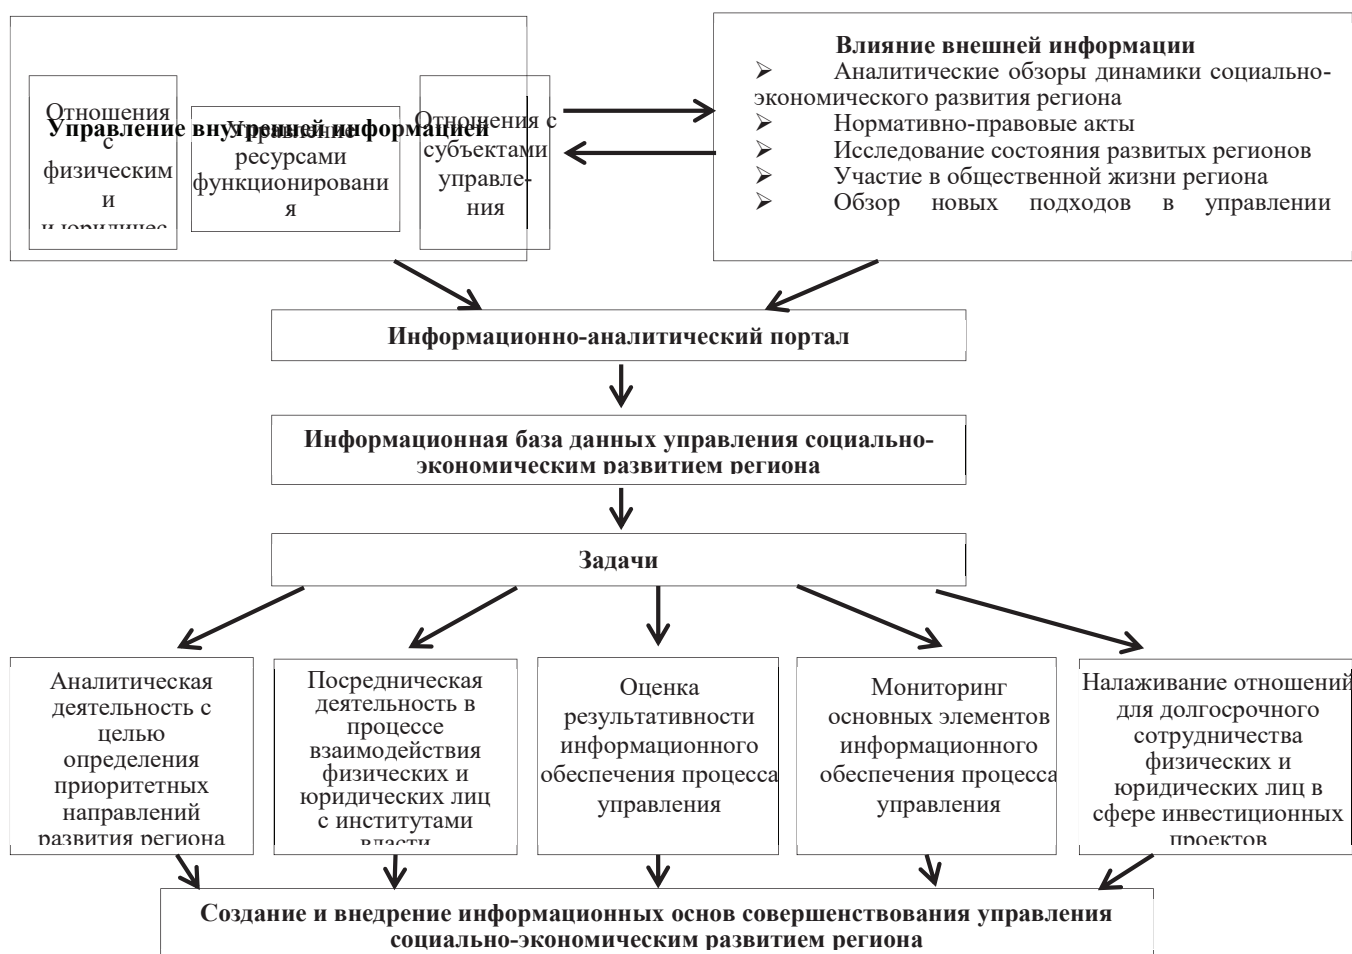 Управление внутренней информацией
Отношения
с
физическим
и
и юридичес
Управление
ресурсами
функционировани
я
Отношения с
субъектами
управле-
ния
Влияние внешней информации
➢ Аналитические обзоры динамики социально-
экономического развития региона
➢ Нормативно-правовые акты
➢ Исследование состояния развитых регионов
➢ Участие в общественной жизни региона
➢ Обзор новых подходов в управлении
Информационно-аналитический портал
Информационная база данных управления социально-
экономическим развитием региона
Задачи
Аналитическая
деятельность с
целью
определения
приоритетных
направлений
развития региона
Посредническая
деятельность в
процессе
взаимодействия
физических и
юридических лиц
с институтами
власти
Оценка
результативности
информационного
обеспечения процесса
управления
Мониторинг
основных элементов
информационного
обеспечения процесса
управления
Налаживание отношений
для долгосрочного
сотрудничества
физических и
юридических лиц в
сфере инвестиционных
проектов
Создание и внедрение информационных основ совершенствования управления
социально-экономическим развитием региона